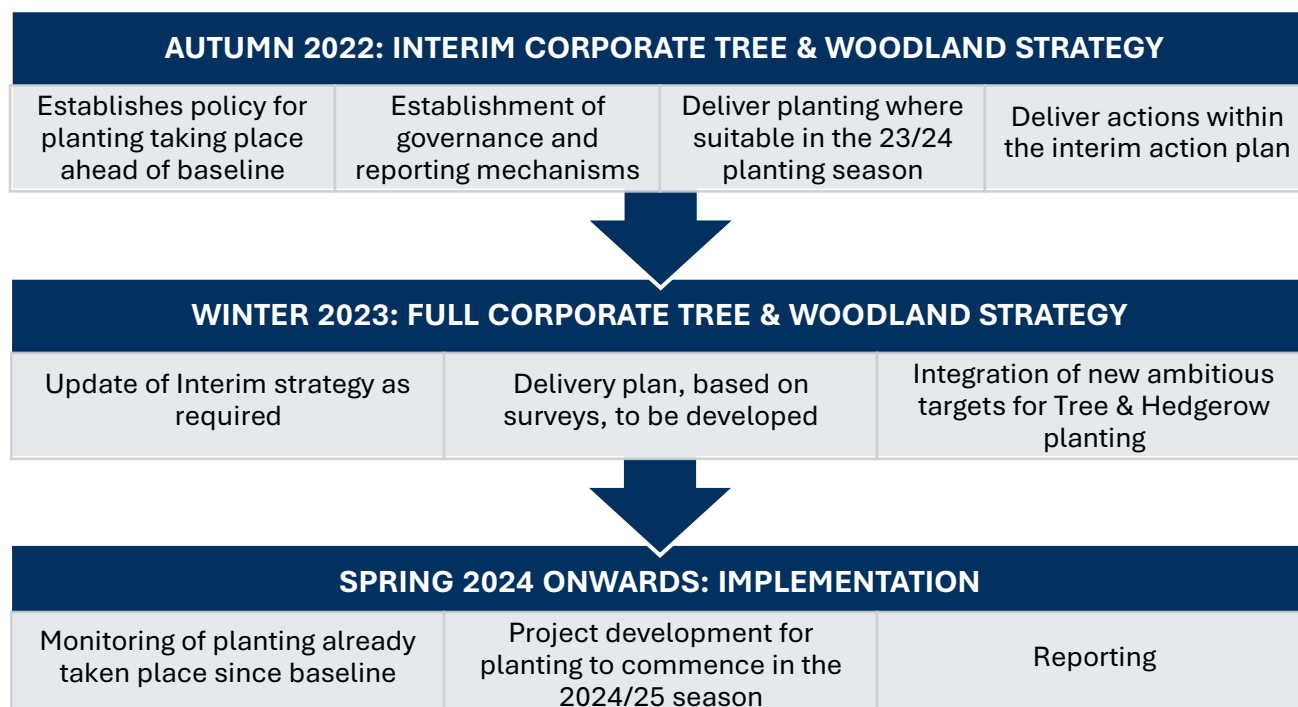 AUTUMN 2022: INTERIM CORPORATE TREE & WOODLAND STRATEGY
Establishes policy for
planting taking place
ahead of baseline
Establishment of
governance and
reporting mechanisms
Deliver planting where
suitable in the 23/24
planting season
Deliver actions within
the interim action plan
WINTER 2023: FULL CORPORATE TREE & WOODLAND STRATEGY
Update of Interim strategy as
required
Delivery plan, based on
surveys, to be developed
Integration of new ambitious
targets for Tree & Hedgerow
planting
SPRING 2024 ONWARDS: IMPLEMENTATION
Monitoring of planting already
taken place since baseline
Project development for
planting to commence in the
2024/25 season
Reporting